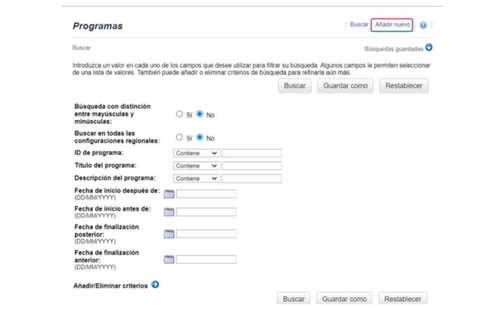 Programas
Buscar Añadir nuevo
Buscar
Búsquedas guardadas
Introduzca un valor en cada uno de los campos que desee utilizar para filtrar su búsqueda. Algunos campos le permiten seleccionar
de una lista de valores. También puede añadir o eliminar criterios de búsqueda para refinarla aún más.
Buscar Guardar como Restablecer
Búsqueda con distinción
entre mayúsculas y
minúsculas:
Sí No
Buscar en todas las
configuraciones regionales:
Sí No
ID de programa: Contiene
Título del programa: Contiene
Descripción del programa: Contiene
Fecha de inicio después de:
(DD/MM/YYYY)
Fecha de inicio antes de:
(DD/MM/YYYY)
Fecha de finalización
posterior:
(DD/MM/YYYY)
Fecha de finalización
anterior:
(DD/MM/YYYY)
Añadir/Eliminar criterios
Buscar Guardar como Restablecer